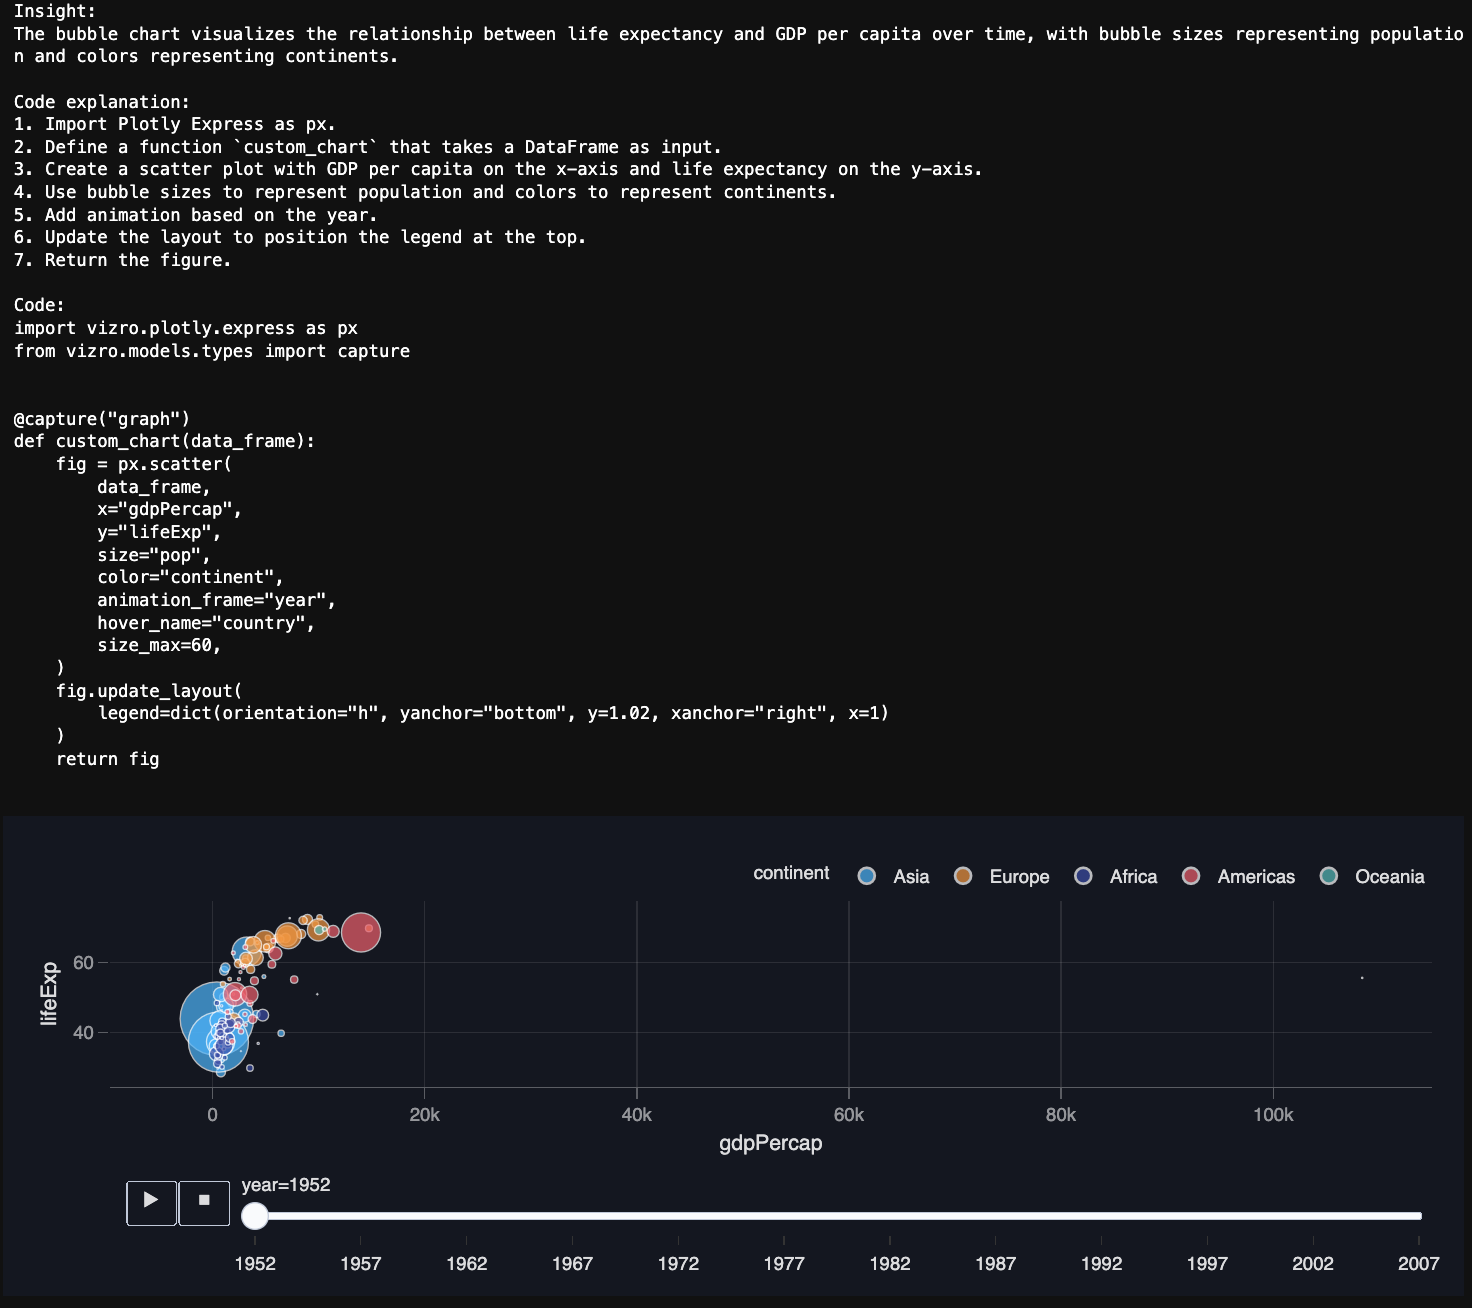 Insight:
The bubble chart visualizes the relationship between life expectancy and GDP per capita over time, with bubble sizes representing populatio
n and colors representing continents.
Code explanation:
1. Import Plotly Express as px.
2. Define a function `custom_chart` that takes a DataFrame as input.
3. Create a scatter plot with GDP per capita on the x-axis and life expectancy on the y-axis.
4. Use bubble sizes to represent population and colors to represent continents.
5. Add animation based on the year.
6. Update the layout to position the legend at the top.
7. Return the figure.
Code:
import vizro.plotly.express as px
from vizro.models.types import capture
@capture("graph")
def custom_chart(data_frame):
    fig = px.scatter(
        data_frame,
        x="gdpPercap",
        y="lifeExp",
        size="pop",
        color="continent",
        animation_frame="year",
        hover_name="country",
        size_max=60,
    )
    fig.update_layout(
        legend=dict(orientation="h", yanchor="bottom", y=1.02, xanchor="right", x=1)
    )
    return fig
continent Asia Europe Africa Americas Oceania
60
lifeExp
40
0 20k 40k 60k 80k 100k
gdpPercap
year=1952
1952 1957 1962 1967 1972 1977 1982 1987 1992 1997 2002 2007